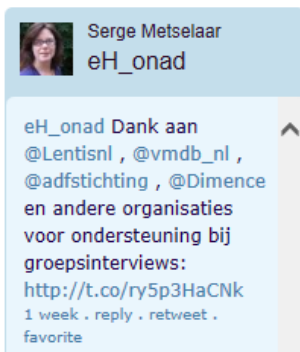 Serge Metselaar
eH_onad
eH_onad Dank aan
@Lentisnl , @vmdb_nl ,
@adfstichting , @Dimence
en andere organisaties
voor ondersteuning bij
groepsinterviews:
http://t.co/ry5p3HaCNk
1 week . reply . retweet .
favorite